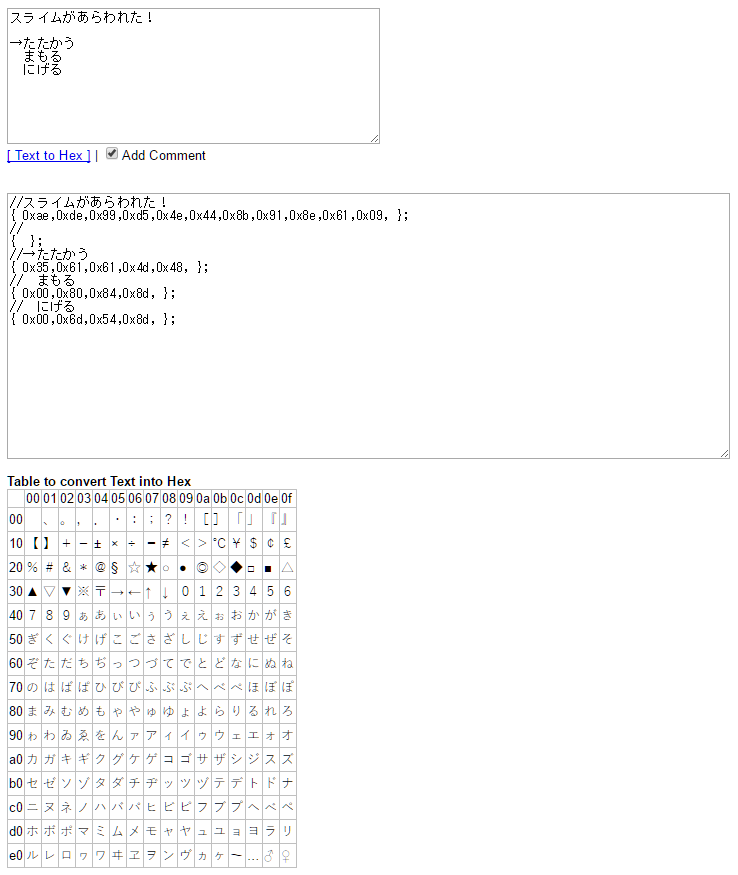 スライムがあらわれた！
→たたかう
　まもる
　にげる
[ Text to Hex ] | Add Comment
//スライムがあらわれた！
{ 0xae,0xde,0x99,0xd5,0x4e,0x44,0x8b,0x91,0x8e,0x61,0x09, };
//
{  };
//→たたかう
{ 0x35,0x61,0x61,0x4d,0x48, };
//　まもる
{ 0x00,0x80,0x84,0x8d, };
//　にげる
{ 0x00,0x6d,0x54,0x8d, };
Table to convert Text into Hex
00 01 02 03 04 05 06 07 08 09 0a 0b 0c 0d 0e 0f
00 、 。 ， ． ・ ： ； ？ ！ ［ ］ 「 」 『 』
10 【 】 ＋ － ± × ÷ ＝ ≠ ＜ ＞ ℃ ￥ ＄ ￠ ￡
20 ％ ＃ ＆ ＊ ＠ § ☆ ★ ○ ● ◎ ◇ ◆ □ ■ △
30 ▲ ▽ ▼ ※ 〒 → ← ↑ ↓ 0 1 2 3 4 5 6
40 7 8 9 ぁ あ ぃ い ぅ う ぇ え ぉ お か が き
50 ぎ く ぐ け げ こ ご さ ざ し じ す ず せ ぜ そ
60 ぞ た だ ち ぢ っ つ づ て で と ど な に ぬ ね
70 の は ば ぱ ひ び ぴ ふ ぶ ぷ へ べ ぺ ほ ぼ ぽ
80 ま み む め も ゃ や ゅ ゆ ょ よ ら り る れ ろ
90 ゎ わ ゐ ゑ を ん ァ ア ィ イ ゥ ウ ェ エ ォ オ
a0 カ ガ キ ギ ク グ ケ ゲ コ ゴ サ ザ シ ジ ス ズ
b0 セ ゼ ソ ゾ タ ダ チ ヂ ッ ツ ヅ テ デ ト ド ナ
c0 ニ ヌ ネ ノ ハ バ パ ヒ ビ ピ フ ブ プ ヘ ベ ペ
d0 ホ ボ ポ マ ミ ム メ モ ャ ヤ ュ ユ ョ ヨ ラ リ
e0 ル レ ロ ヮ ワ ヰ ヱ ヲ ン ヴ ヵ ヶ ー … ♂ ♀